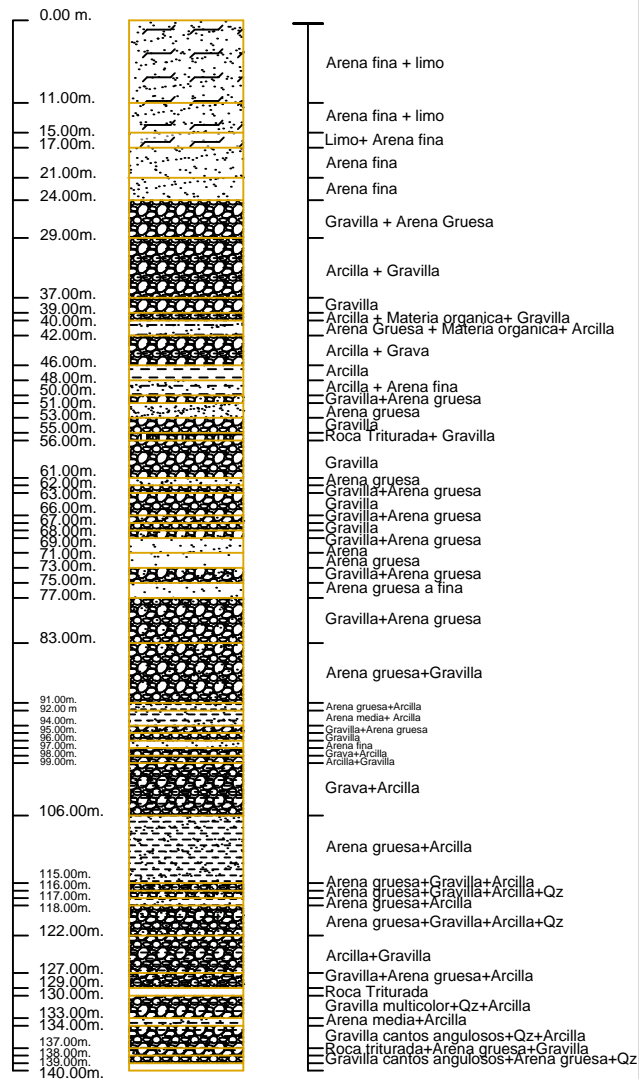 0.00 m.
11.00m.
15.00m.
17.00m.
21.00m.
24.00m.
29.00m.
37.00m.
39.00m.
40.00m.
42.00m.
46.00m.
48.00m.
50.00m.
51.00m.
53.00m.
55.00m.
56.00m.
61.00m.
62.00m.
63.00m.
66.00m.
67.00m.
68.00m.
69.00m.
71.00m.
73.00m.
75.00m.
77.00m.
83.00m.
91.00m.
92.00 m
94.00m.
95.00m.
96.00m.
97.00m.
98.00m.
99.00m.
106.00m.
115.00m.
116.00m.
117.00m.
118.00m.
122.00m.
127.00m.
129.00m.
130.00m.
133.00m.
134.00m.
137.00m.
138.00m.
139.00m.
140.00m.
Arena fina + limo
Arena fina + limo
Limo+ Arena fina
Arena fina
Arena fina
Gravilla + Arena Gruesa
Arcilla + Gravilla
Gravilla
Arcilla + Materia organica+ Gravilla
Arena Gruesa + Materia organica+ Arcilla
Arcilla + Grava
Arcilla
Arcilla + Arena fina
Gravilla+Arena gruesa
Arena gruesa
Gravilla
Roca Triturada+ Gravilla
Gravilla
Arena gruesa
Gravilla+Arena gruesa
Gravilla
Gravilla+Arena gruesa
Gravilla
Gravilla+Arena gruesa
Arena
Arena gruesa
Gravilla+Arena gruesa
Arena gruesa a fina
Gravilla+Arena gruesa
Arena gruesa+Gravilla
Arena gruesa+Arcilla
Arena media+ Arcilla
Gravilla+Arena gruesa
Gravilla
Arena fina
Grava+Arcilla
Arcilla+Gravilla
Grava+Arcilla
Arena gruesa+Arcilla
Arena gruesa+Gravilla+Arcilla
Arena gruesa+Gravilla+Arcilla+Qz
Arena gruesa+Arcilla
Arena gruesa+Gravilla+Arcilla+Qz
Arcilla+Gravilla
Gravilla+Arena gruesa+Arcilla
Roca Triturada
Gravilla multicolor+Qz+Arcilla
Arena media+Arcilla
Gravilla cantos angulosos+Qz+Arcilla
Roca triturada+Arena gruesa+Gravilla
Gravilla cantos angulosos+Arena gruesa+Qz